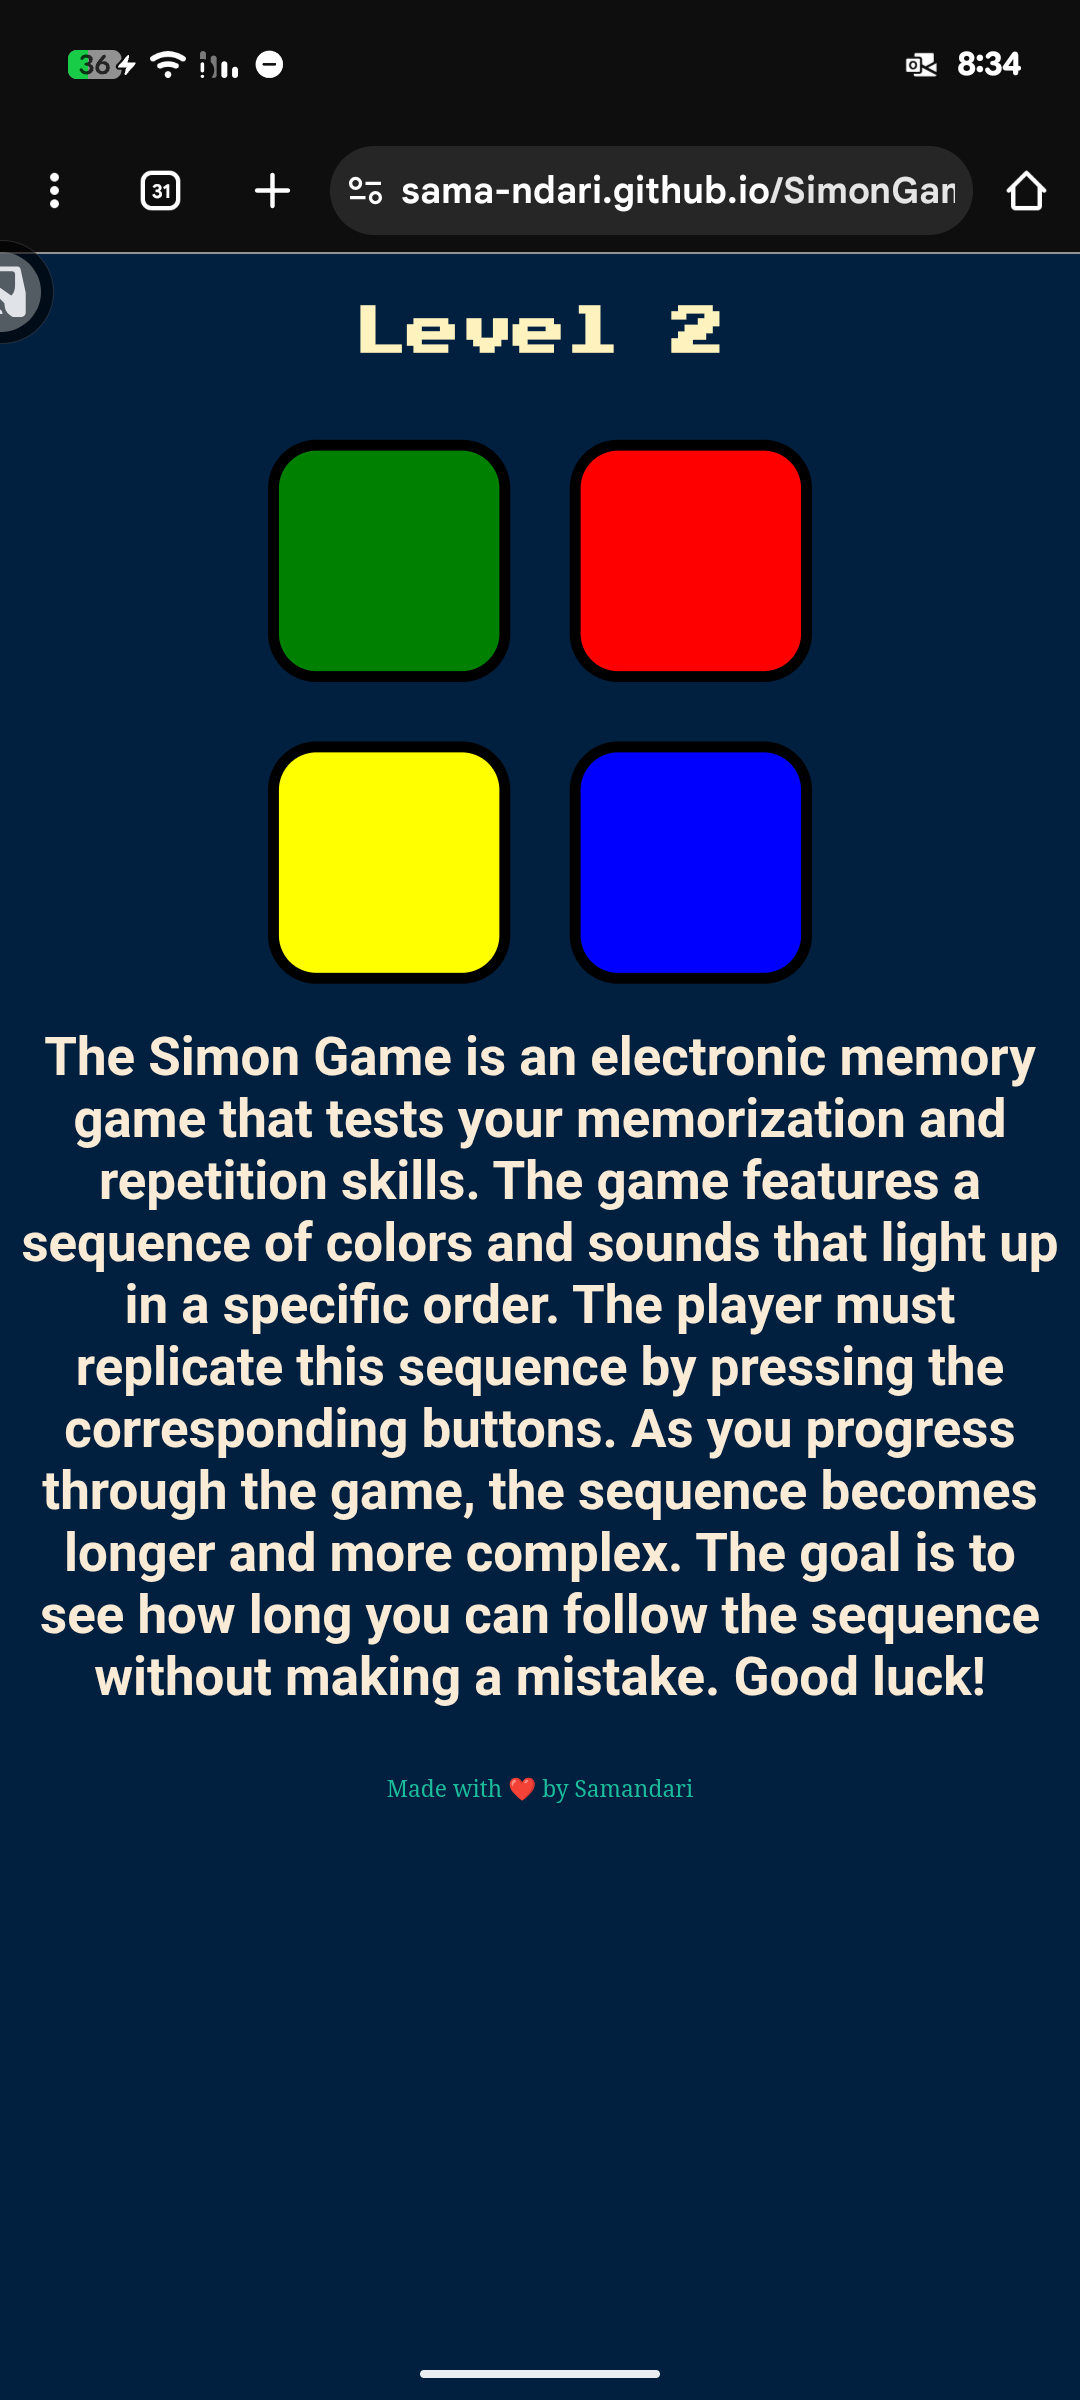 36 8:34
31 sama-ndari.github.io/SimonGam
Level 2
The Simon Game is an electronic memory
game that tests your memorization and
repetition skills. The game features a
sequence of colors and sounds that light up
in a specific order. The player must
replicate this sequence by pressing the
corresponding buttons. As you progress
through the game, the sequence becomes
longer and more complex. The goal is to
see how long you can follow the sequence
without making a mistake. Good luck!
Made with ❤️ by Samandari